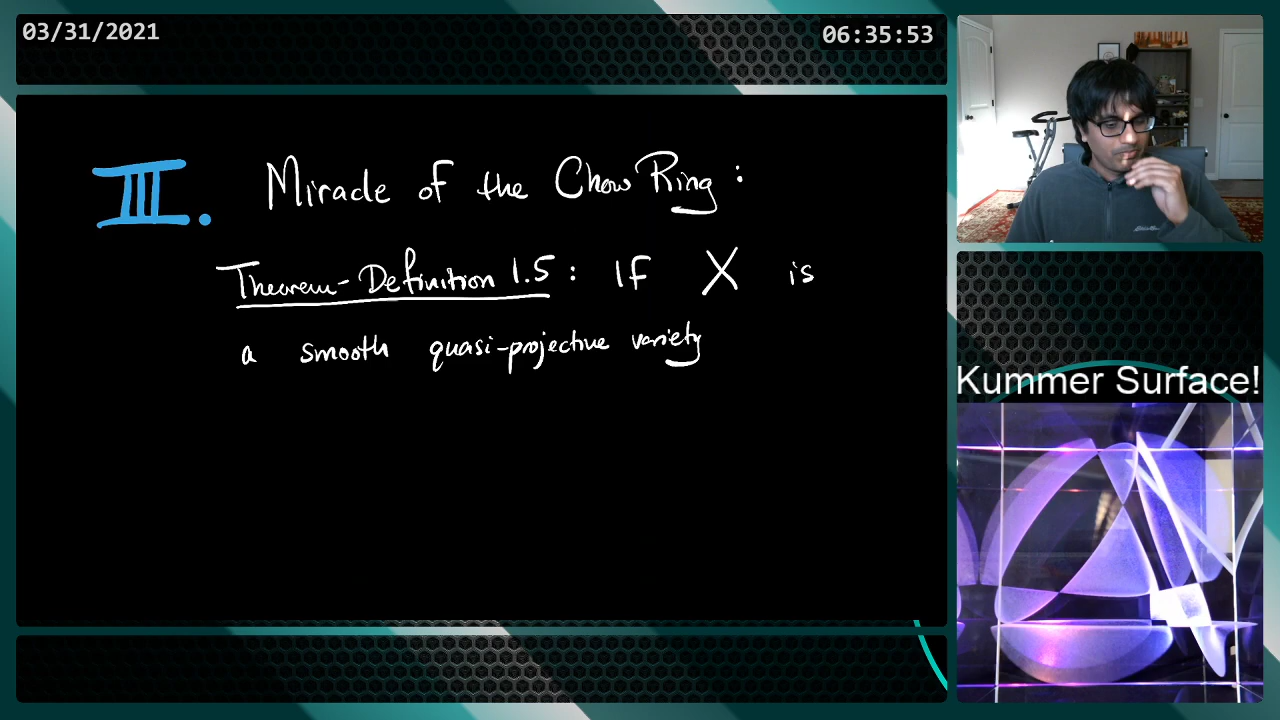 03/31/2021
06:35:53
III. Miracle of the Chow Ring:
Theorem-Definition 1.5: If X is
a smooth quasi-projective variety
Kummer Surface!